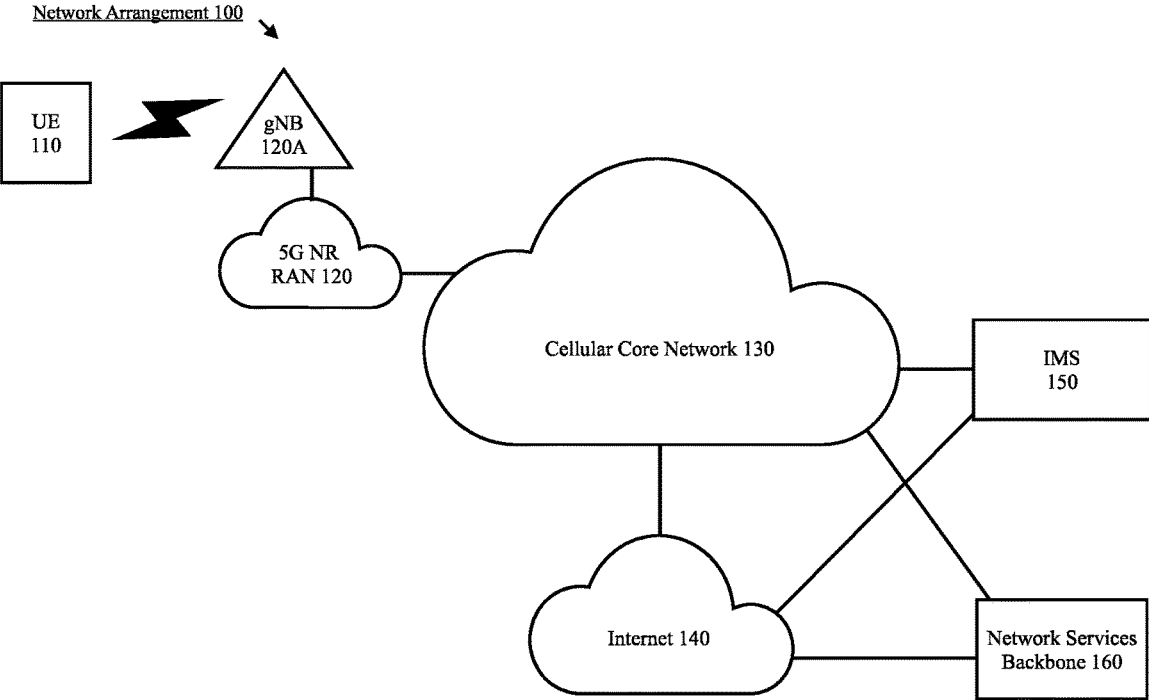 Network Arrangement 100
UE
110
gNB
120A
5G NR
RAN 120
Cellular Core Network 130
IMS
150
Internet 140
Network Services
Backbone 160